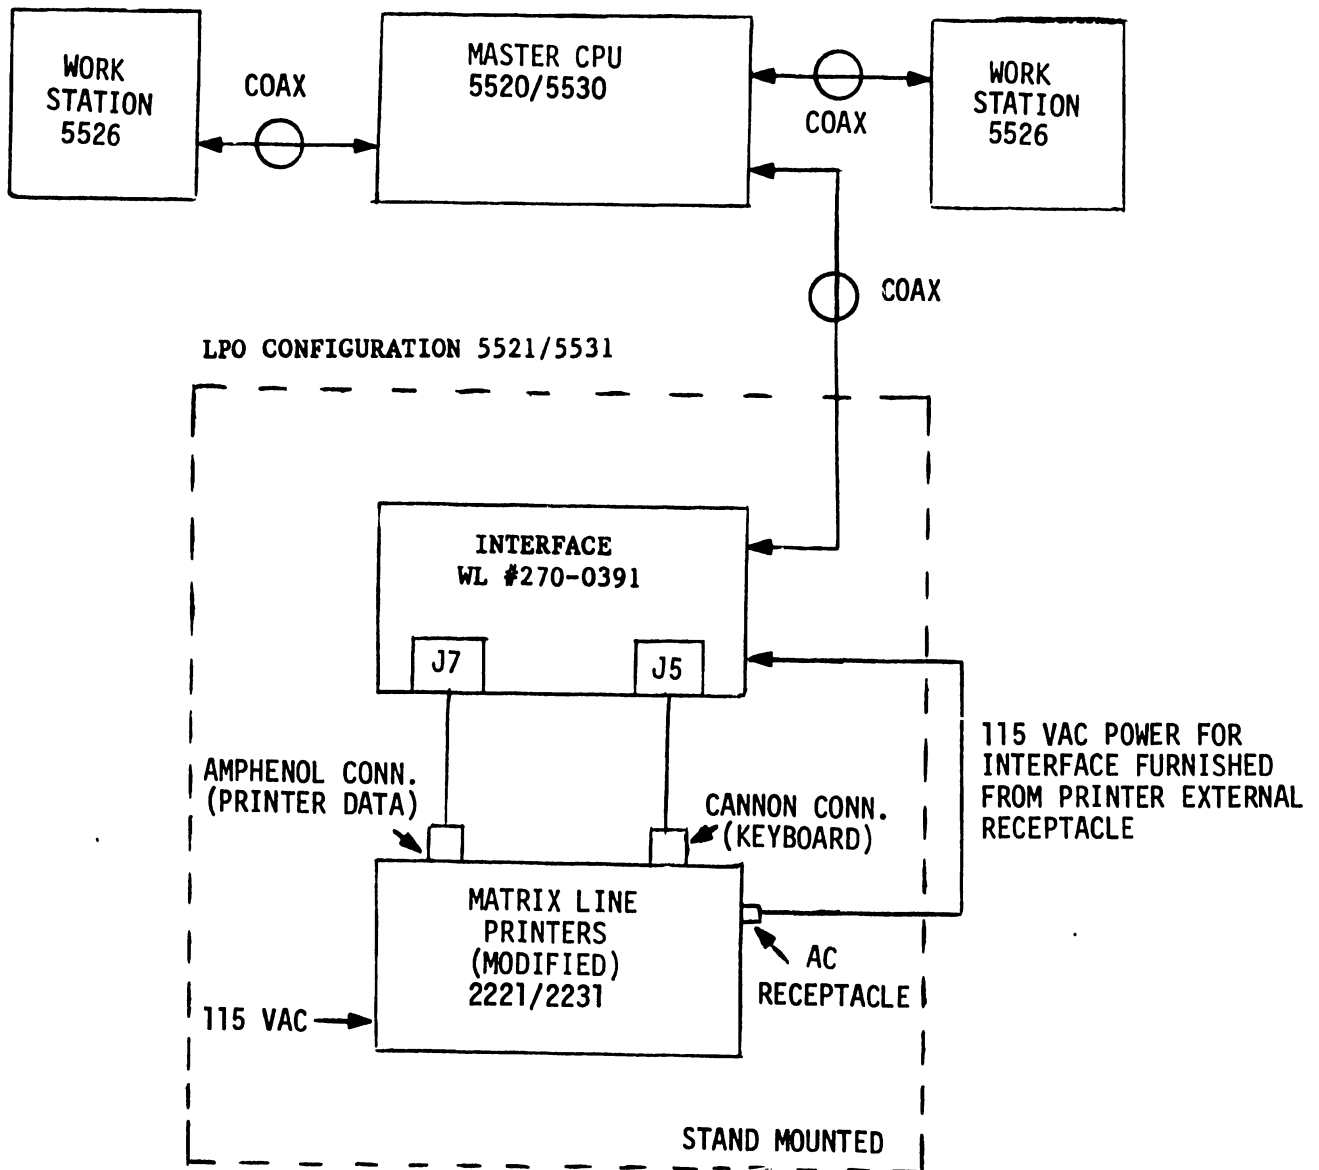 WORK
STATION
5526
COAX
MASTER CPU
5520/5530
COAX
WORK
STATION
5526
COAX
LPO CONFIGURATION 5521/5531
INTERFACE
WL #270-0391
J7
J5
115 VAC POWER FOR
INTERFACE FURNISHED
FROM PRINTER EXTERNAL
RECEPTACLE
AMPHENOL CONN.
(PRINTER DATA)
CANNON CONN.
(KEYBOARD)
MATRIX LINE
PRINTERS
(MODIFIED)
2221/2231
AC
RECEPTACLE
115 VAC
STAND MOUNTED